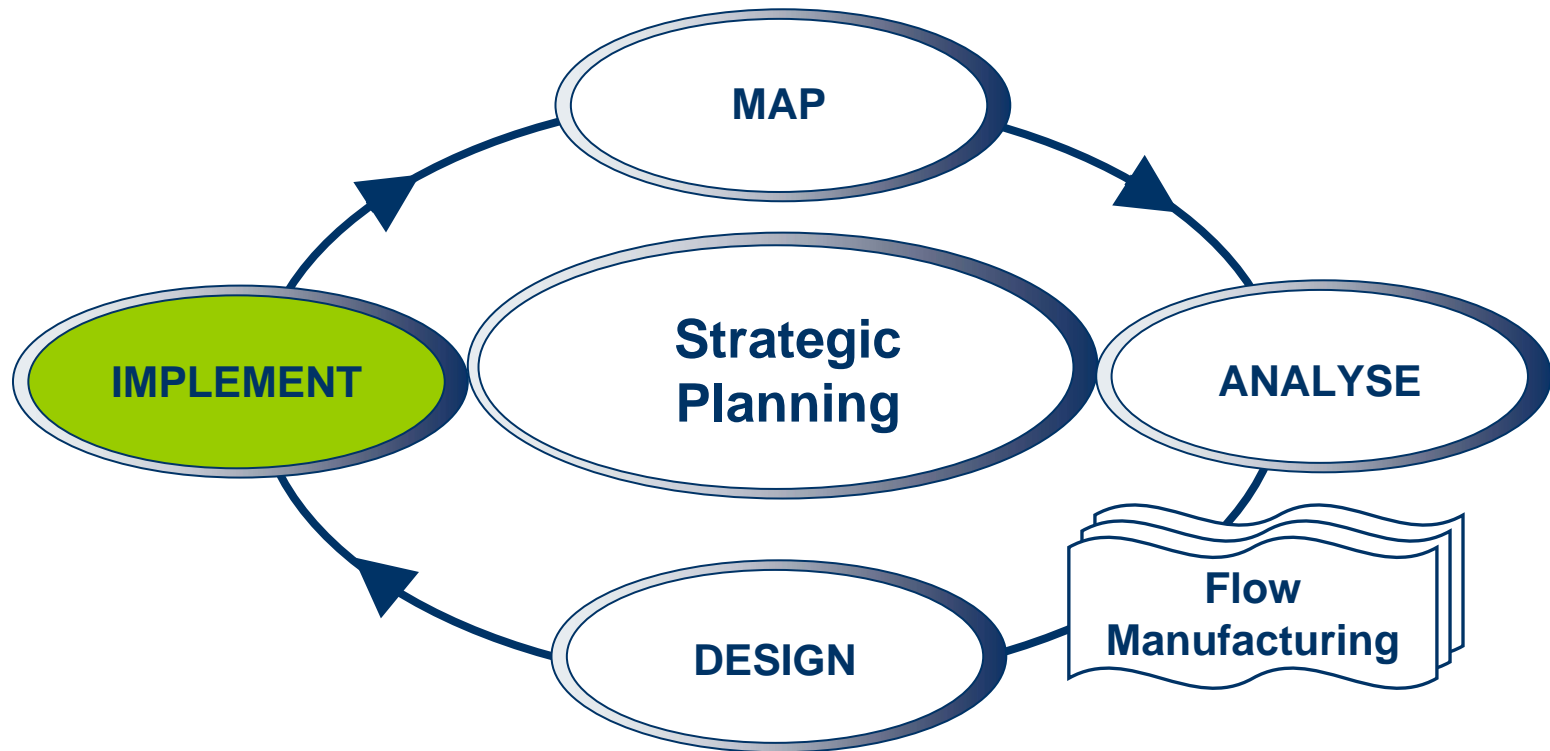 MAP
IMPLEMENT
Strategic
Planning
ANALYSE
Flow
Manufacturing
DESIGN